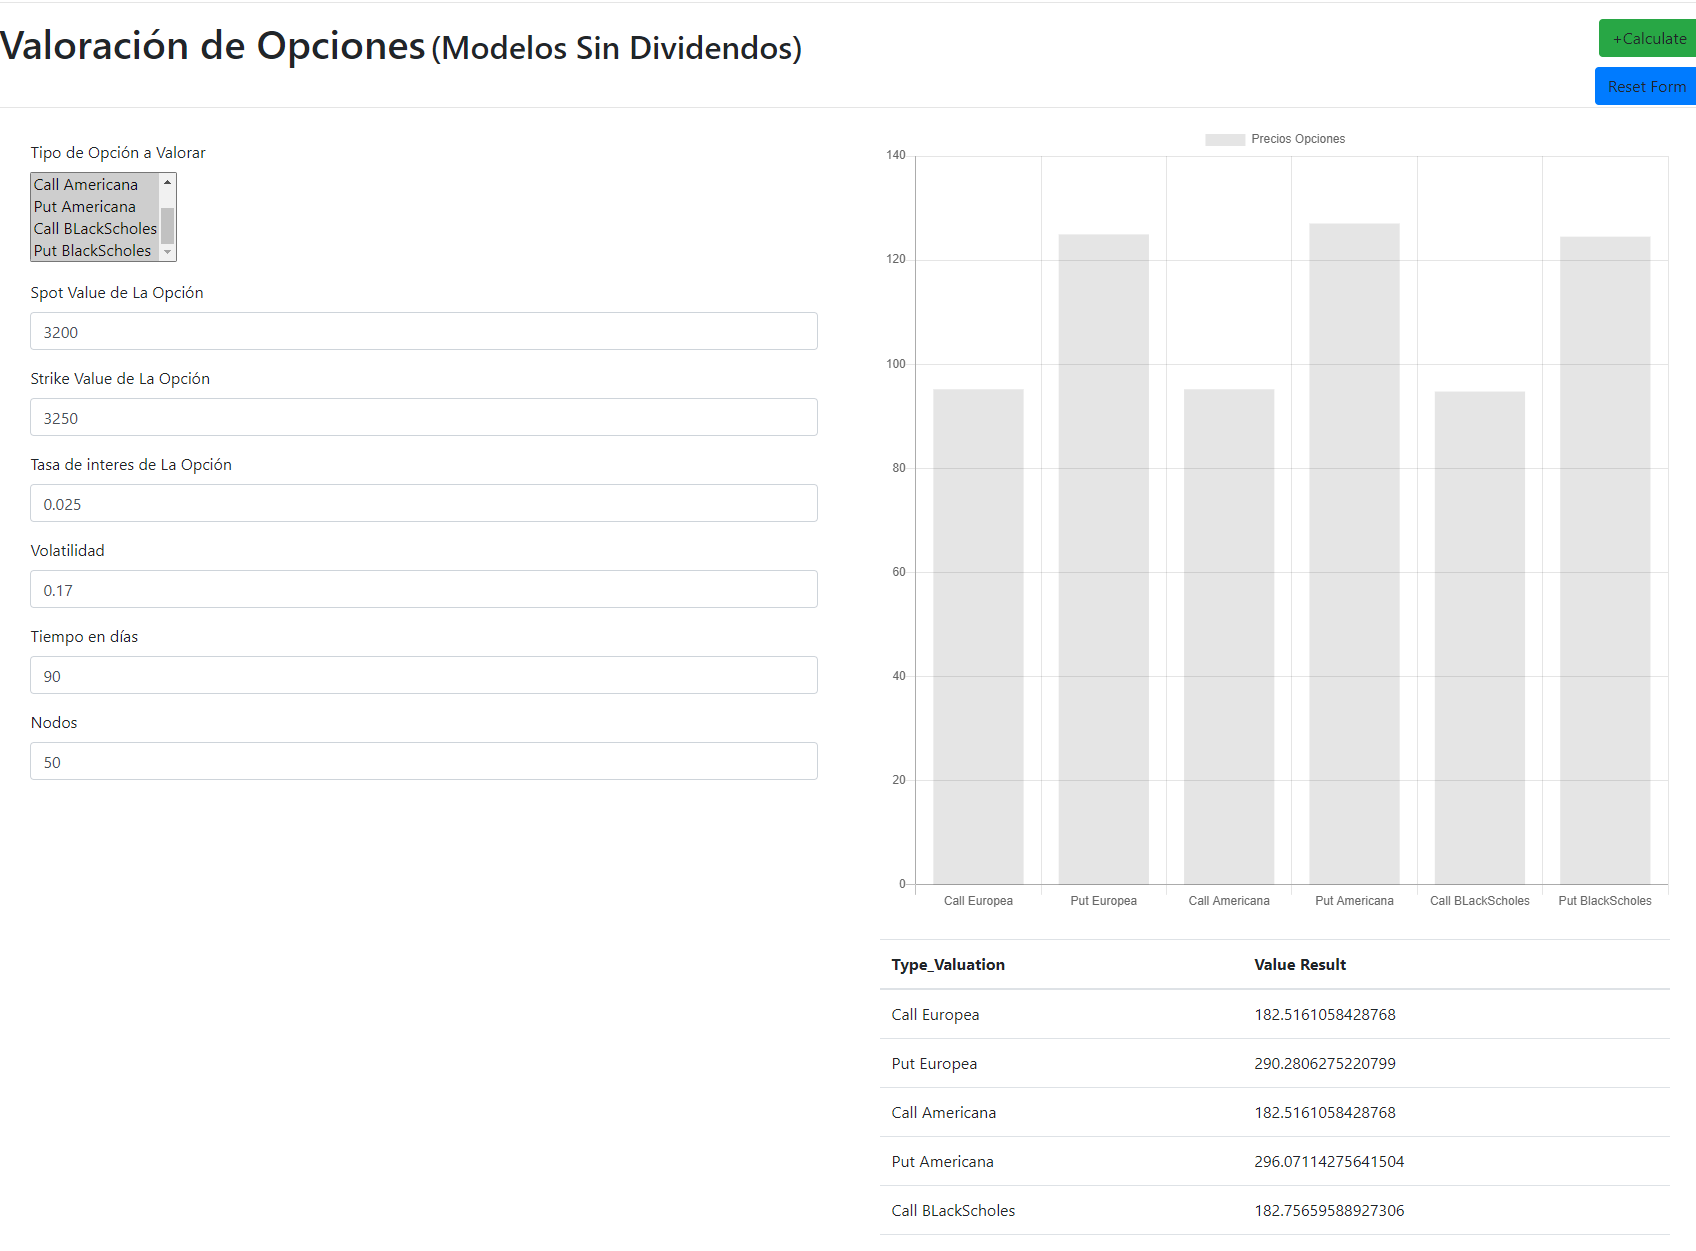 Valoración de Opciones (Modelos Sin Dividendos)
+Calculate
Reset Form
Tipo de Opción a Valorar
Call Americana
Put Americana
Call BLackScholes
Put BlackScholes
Spot Value de La Opción
3200
Strike Value de La Opción
3250
Tasa de interes de La Opción
0.025
Volatilidad
0.17
Tiempo en días
90
Nodos
50
Precios Opciones
140
120
100
80
60
40
20
0
Call Europea Put Europea Call Americana Put Americana Call BLackScholes Put BlackScholes
Type_Valuation Value Result
Call Europea 182.5161058428768
Put Europea 290.2806275220799
Call Americana 182.5161058428768
Put Americana 296.07114275641504
Call BLackScholes 182.75659588927306